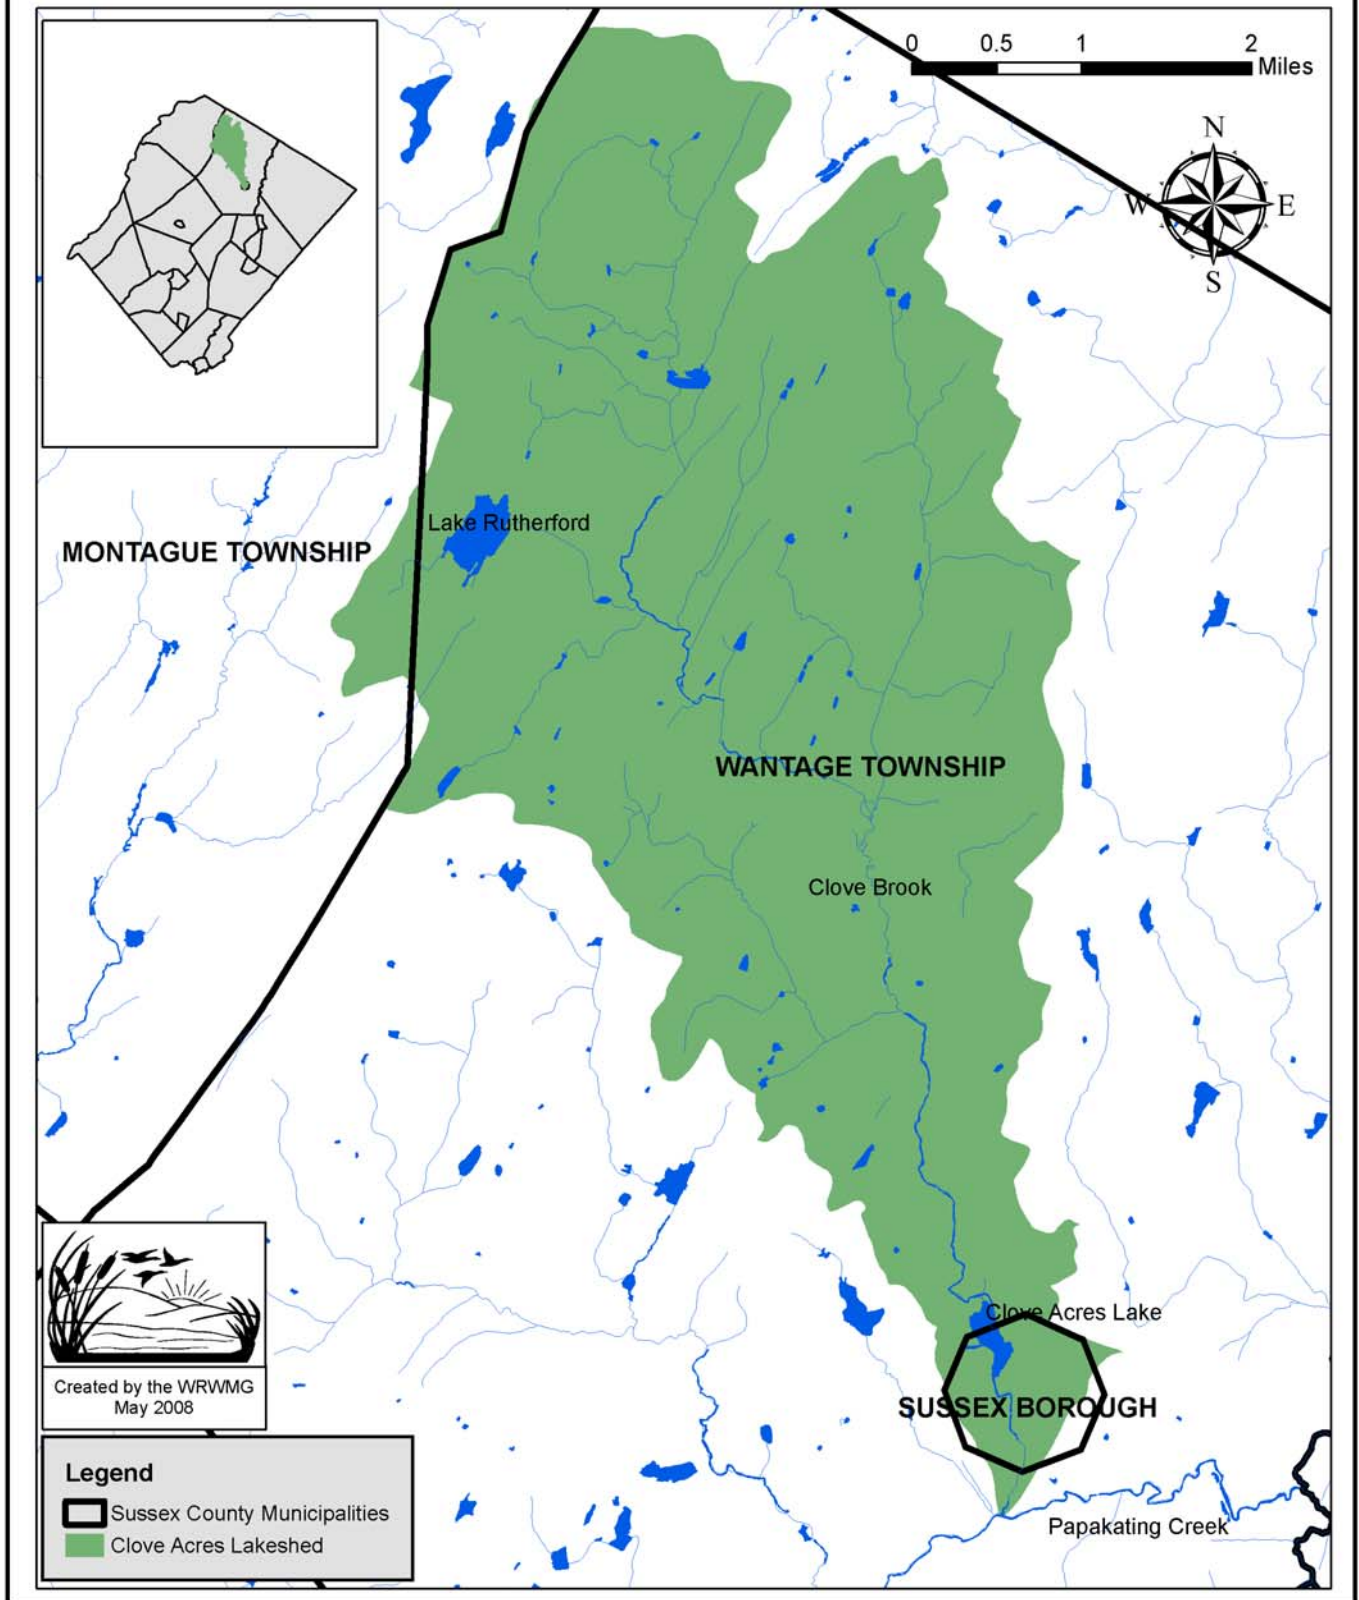 0 0.5 1 2
Miles
N
W E
S
Lake Rutherford
MONTAGUE TOWNSHIP
WANTAGE TOWNSHIP
Clove Brook
Clove Acres Lake
SUSSEX BOROUGH
Papakating Creek
Created by the WRWMG
May 2008
Legend
Sussex County Municipalities
Clove Acres Lakeshed